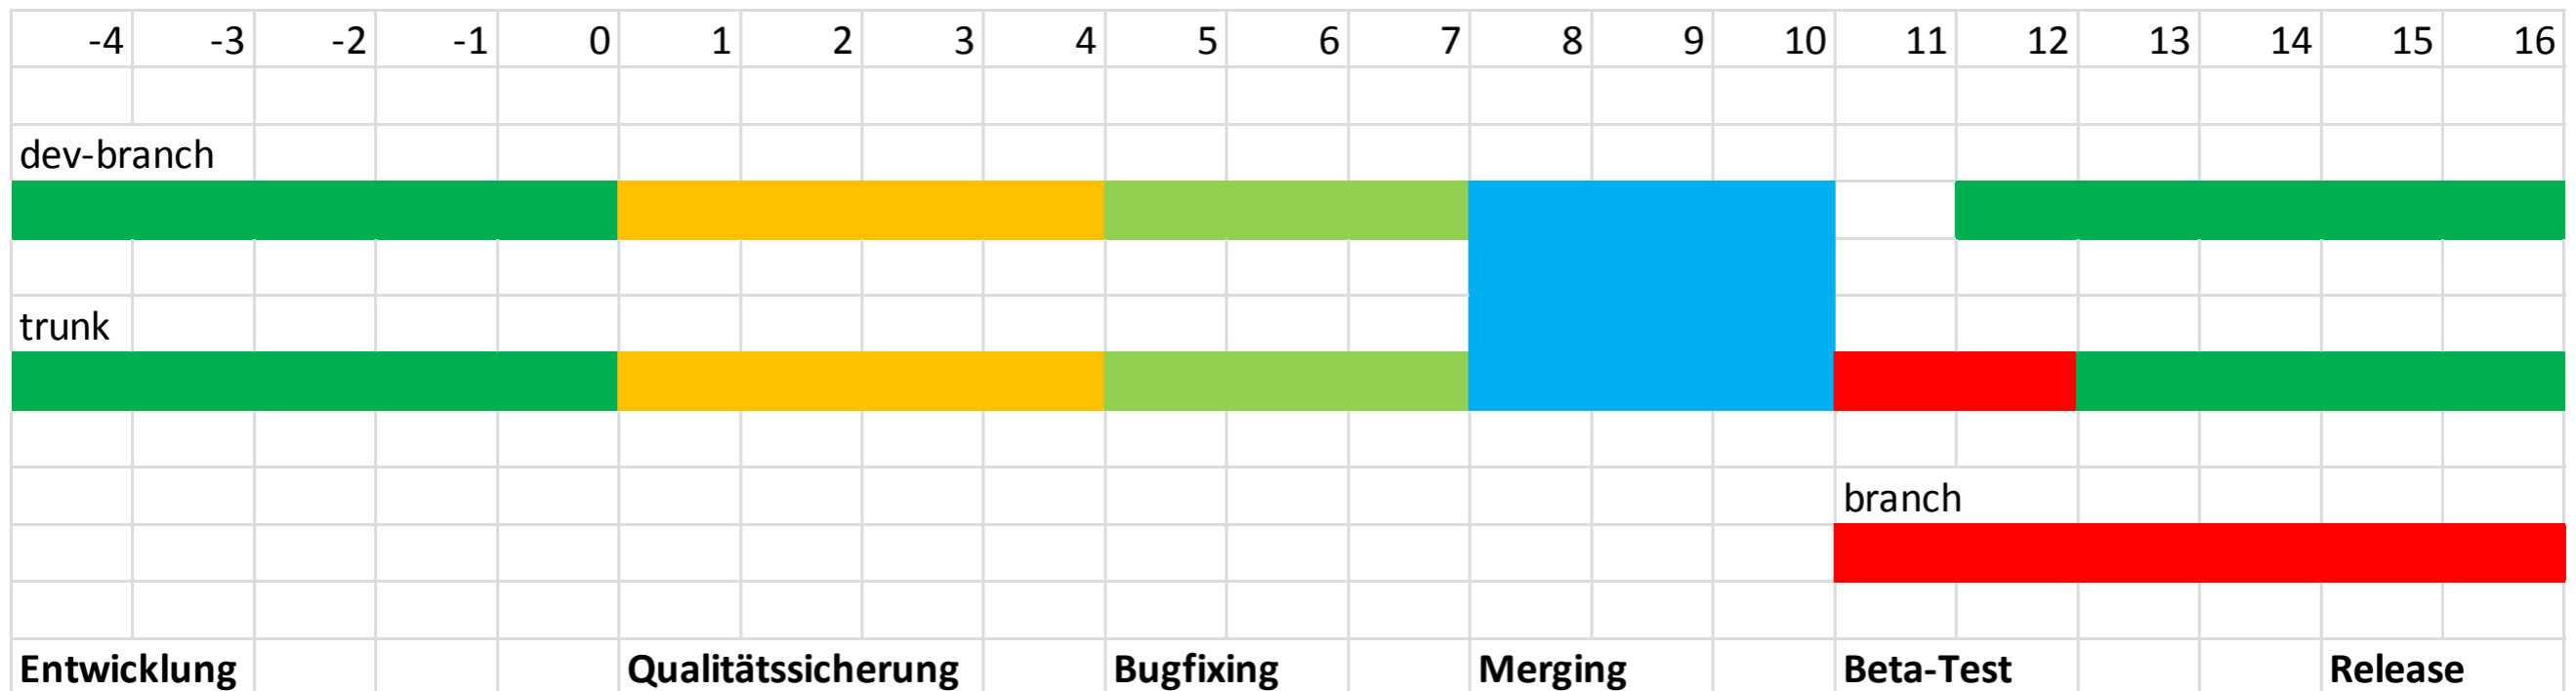 -4 -3 -2 -1 0 1 2 3 4 5 6 7 8 9 10 11 12 13 14 15 16
dev-branch
trunk
branch
Entwicklung Qualitätssicherung Bugfixing Merging Beta-Test Release